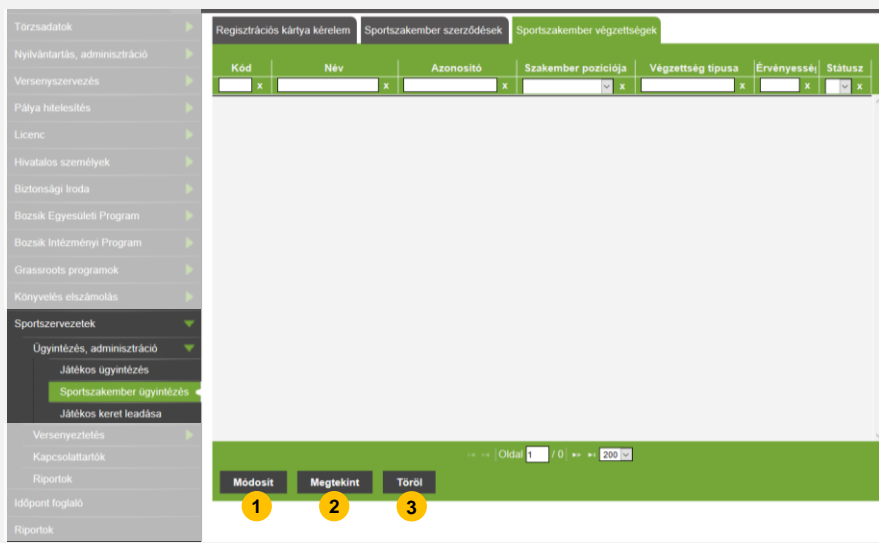 Törzsadatok
Nyilvántartás, adminisztráció
Versenyszervezés
Pálya hitelesítés
Licenc
Hivatalos személyek
Biztonsági Iroda
Bozsik Egyesületi Program
Bozsik Intézményi Program
Grassroots programok
Könyvelés elszámolás
Sportszervezetek
Ügyintézés, adminisztráció
Játékos ügyintézés
Sportszakember ügyintézés
Játékos keret leadása
Versenyeztetés
Kapcsolattartók
Riportok
Időpont foglaló
Riportok
Regisztrációs kártya kérelem Sportszakember szerződések Sportszakember végzettségek
Kód Név Azonosító Szakember pozíciója Végzettség típusa Érvényesség Státusz
x x x x x x x
Oldal 1 / 0 200
Módosít Megtekint Töröl
1 2 3